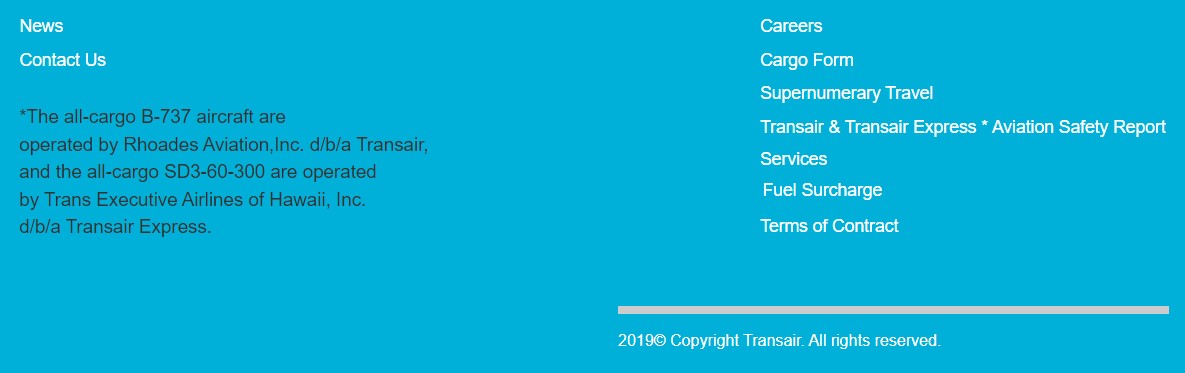 News
Contact Us
*The all-cargo B-737 aircraft are
operated by Rhoades Aviation,Inc. d/b/a Transair,
and the all-cargo SD3-60-300 are operated
by Trans Executive Airlines of Hawaii, Inc.
d/b/a Transair Express.
Careers
Cargo Form
Supernumerary Travel
Transair & Transair Express * Aviation Safety Report
Services
Fuel Surcharge
Terms of Contract
2019© Copyright Transair. All rights reserved.